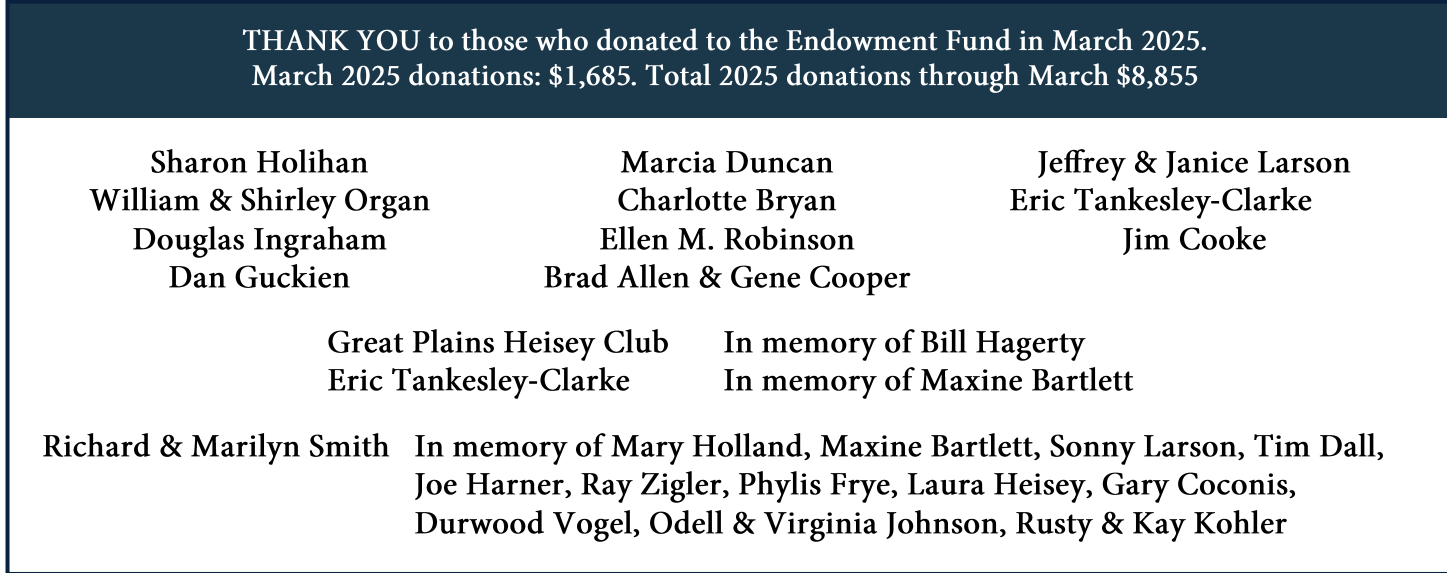 THANK YOU to those who donated to the Endowment Fund in March 2025.
March 2025 donations: $1,685. Total 2025 donations through March $8,855
Sharon Holihan
William & Shirley Organ
Douglas Ingraham
Dan Guckien
Marcia Duncan
Charlotte Bryan
Ellen M. Robinson
Brad Allen & Gene Cooper
Jeffrey & Janice Larson
Eric Tankesley-Clarke
Jim Cooke
Great Plains Heisey Club In memory of Bill Hagerty
Eric Tankesley-Clarke In memory of Maxine Bartlett
Richard & Marilyn Smith In memory of Mary Holland, Maxine Bartlett, Sonny Larson, Tim Dall,
Joe Harner, Ray Zigler, Phylis Frye, Laura Heisey, Gary Coconis,
Durwood Vogel, Odell & Virginia Johnson, Rusty & Kay Kohler